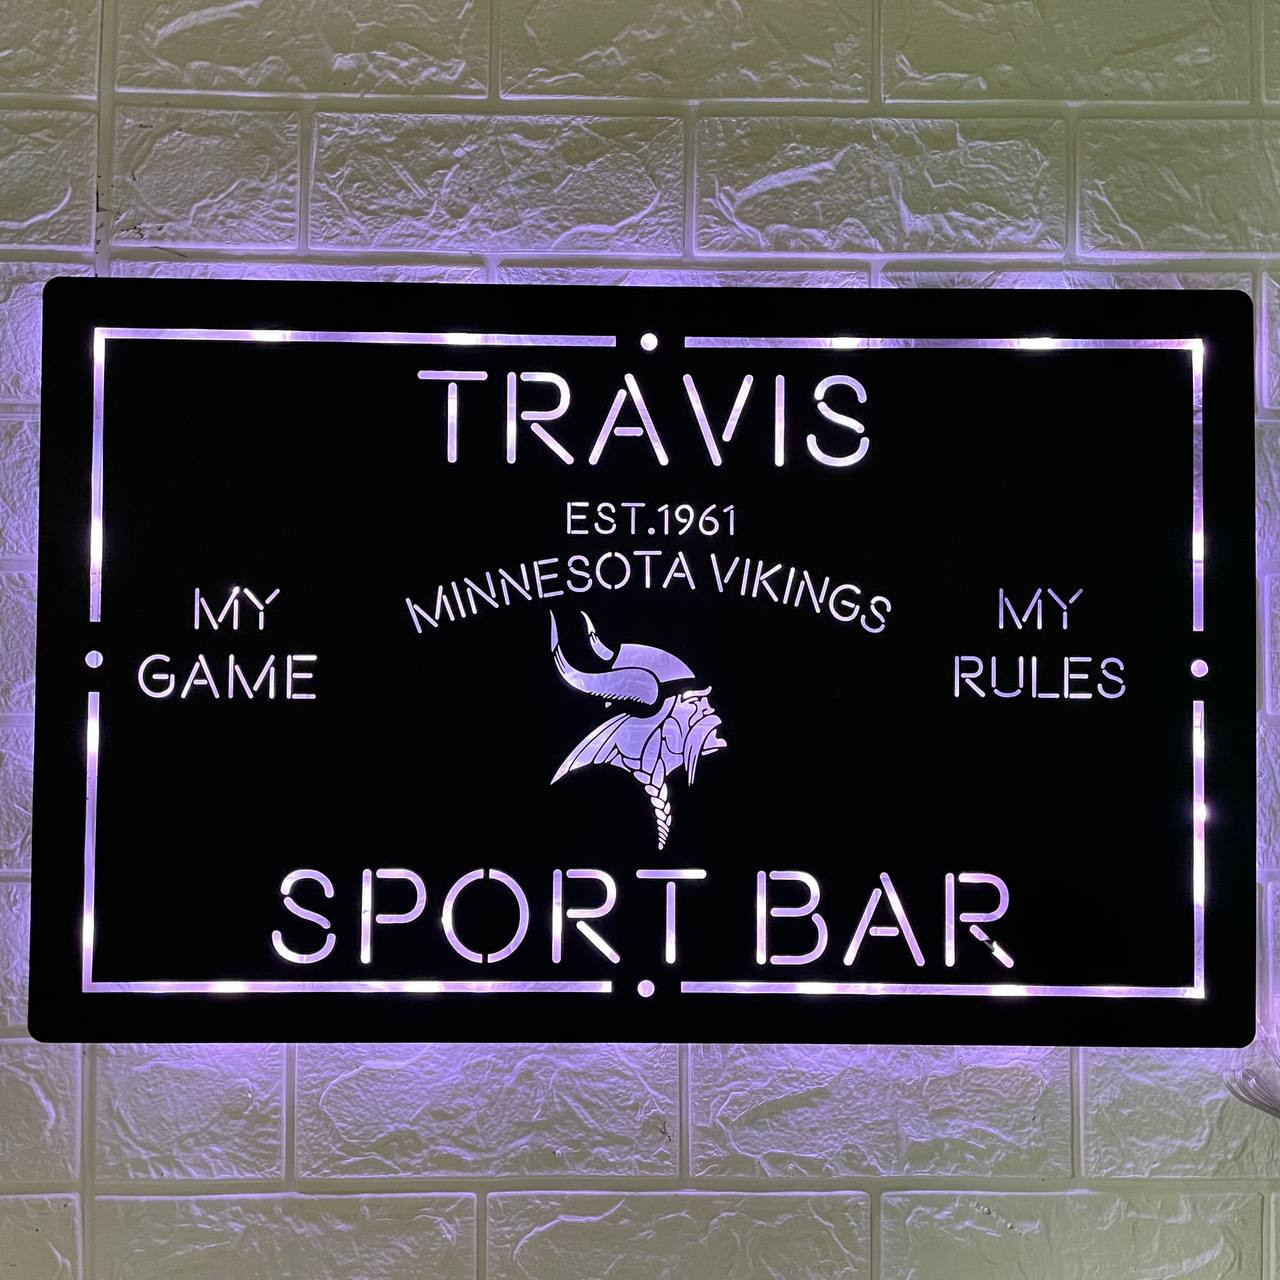 TRAVIS
EST.1961
MINNESOTA VIKINGS
MY
GAME
MY
RULES
SPORT BAR